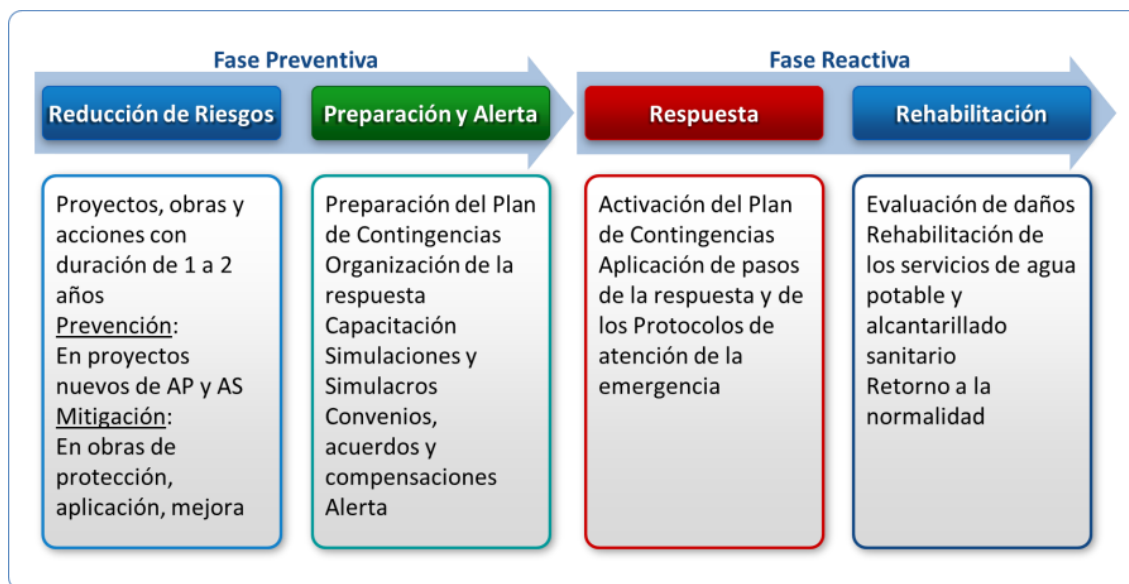 Fase Preventiva
Fase Reactiva
Reducción de Riesgos
Preparación y Alerta
Respuesta
Rehabilitación
Proyectos, obras y
acciones con
duración de 1 a 2
años
Prevención:
En proyectos
nuevos de AP y AS
Mitigación:
En obras de
protección,
aplicación, mejora
Preparación del Plan
de Contingencias
Organización de la
respuesta
Capacitación
Simulaciones y
Simulacros
Convenios,
acuerdos y
compensaciones
Alerta
Activación del Plan
de Contingencias
Aplicación de pasos
de la respuesta y de
los Protocolos de
atención de la
emergencia
Evaluación de daños
Rehabilitación de
los servicios de agua
potable y
alcantarillado
sanitario
Retorno a la
normalidad